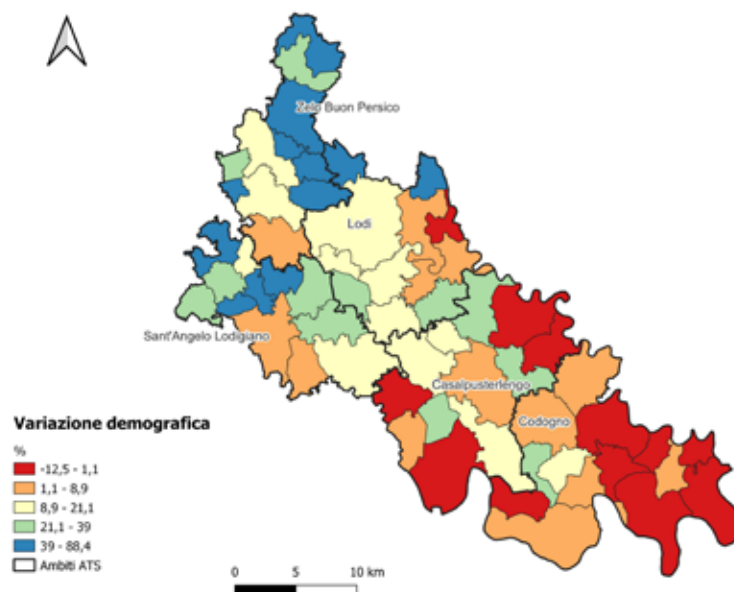 Zelo Buon Persico
Lodi
Sant'Angelo Lodigiano
Casalpusterlengo
Codogno
Variazione demografica
%
-12,5 - 1,1
1,1 - 8,9
8,9 - 21,1
21,1 - 39
39 - 88,4
Ambiti ATS
0 5 10 km